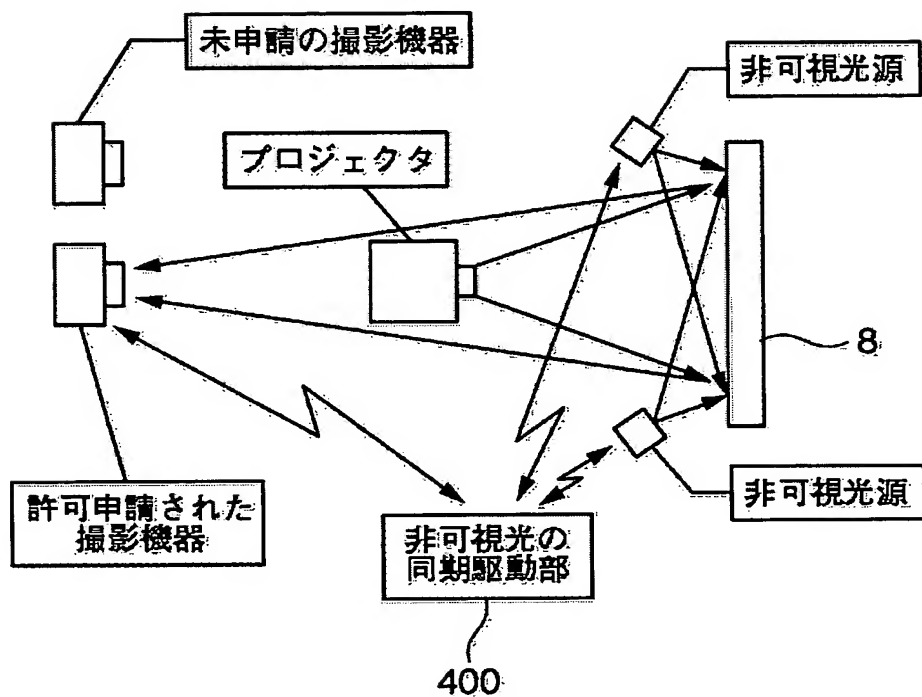 未申請の撮影機器
非可視光源
プロジェクタ
8
許可申請された
撮影機器
非可視光の
同期駆動部
非可視光源
400